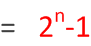 = 2ⁿ-1